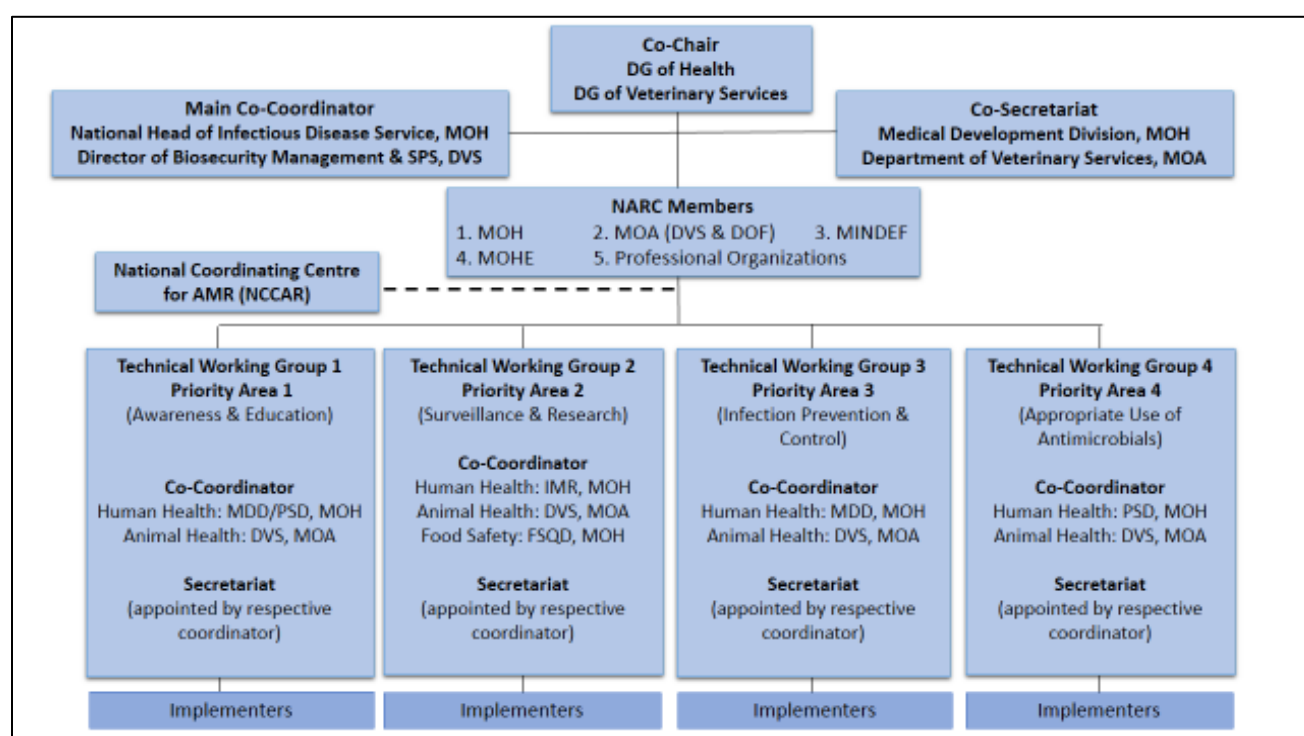 Co-Chair
DG of Health
DG of Veterinary Services
Main Co-Coordinator
National Head of Infectious Disease Service, MOH
Director of Biosecurity Management & SPS, DVS
Co-Secretariat
Medical Development Division, MOH
Department of Veterinary Services, MOA
NARC Members
1. MOH 2. MOA (DVS & DOF) 3. MINDEF
4. MOHE 5. Professional Organizations
National Coordinating Centre
for AMR (NCCAR)
Technical Working Group 1
Priority Area 1
(Awareness & Education)
Co-Coordinator
Human Health: MDD/PSD, MOH
Animal Health: DVS, MOA
Secretariat
(appointed by respective
coordinator)
Implementers
Technical Working Group 2
Priority Area 2
(Surveillance & Research)
Co-Coordinator
Human Health: IMR, MOH
Animal Health: DVS, MOA
Food Safety: FSQD, MOH
Secretariat
(appointed by respective
coordinator)
Implementers
Technical Working Group 3
Priority Area 3
(Infection Prevention &
Control)
Co-Coordinator
Human Health: MDD, MOH
Animal Health: DVS, MOA
Secretariat
(appointed by respective
coordinator)
Implementers
Technical Working Group 4
Priority Area 4
(Appropriate Use of
Antimicrobials)
Co-Coordinator
Human Health: PSD, MOH
Animal Health: DVS, MOA
Secretariat
(appointed by respective
coordinator)
Implementers